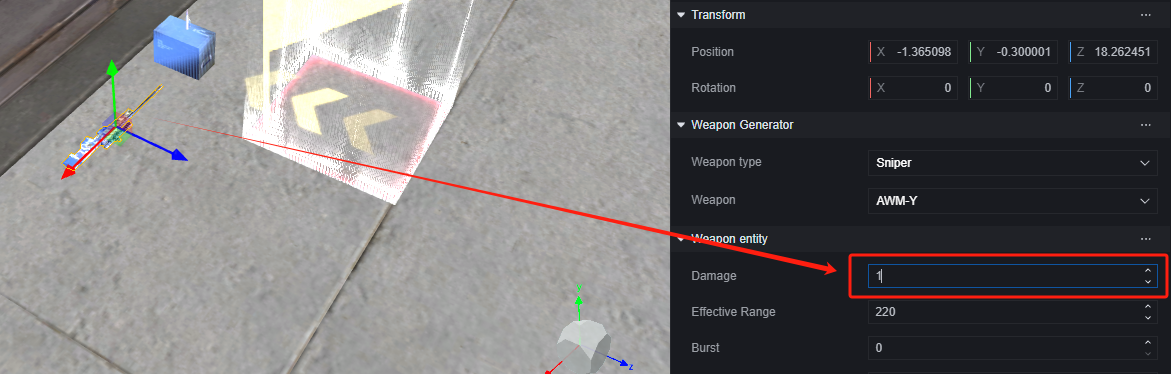 Transform ...
Position X -1.365098 Y -0.300001 Z 18.262451
Rotation X 0 Y 0 Z 0
Weapon Generator ...
Weapon type Sniper
Weapon AWM-Y
Weapon entity ...
Damage 1
Effective Range 220
Burst 0
Y
Z